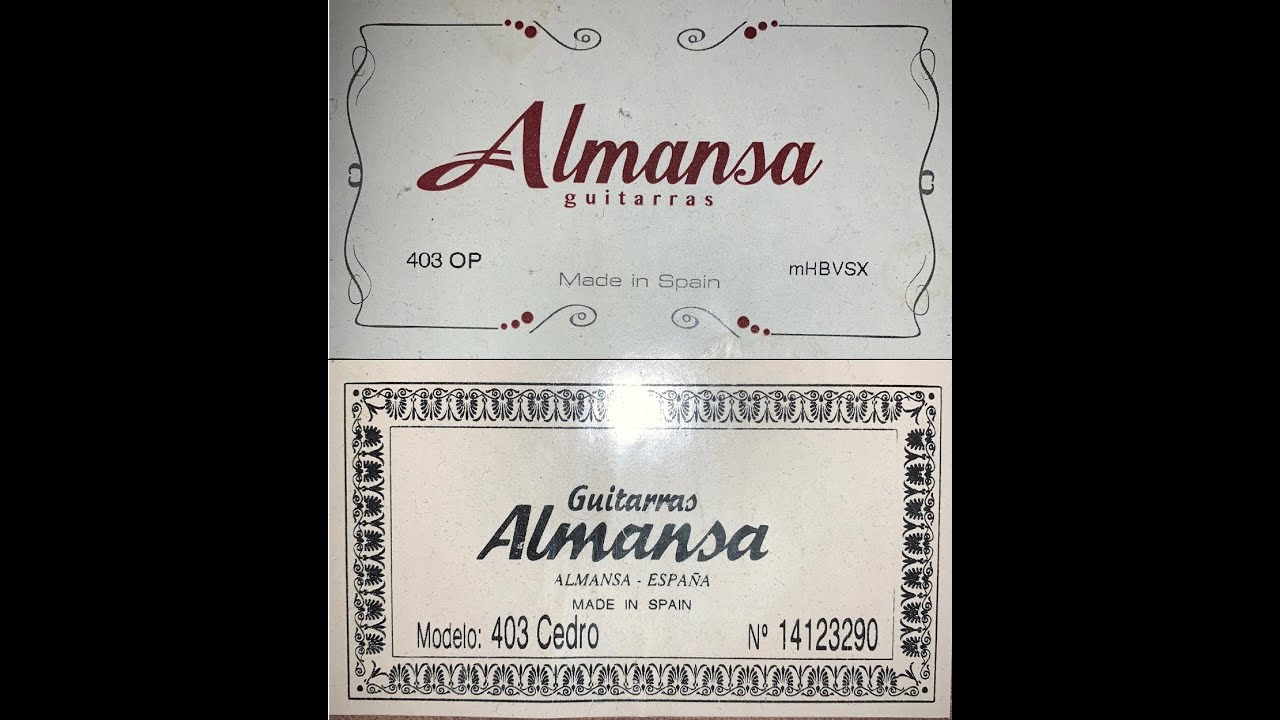 Almansa
guitarras
403 OP
Made in Spain
mHBVSX
Guitarras
Almansa
ALMANSA - ESPAÑA
MADE IN SPAIN
Modelo: 403 Cedro Nº 14123290